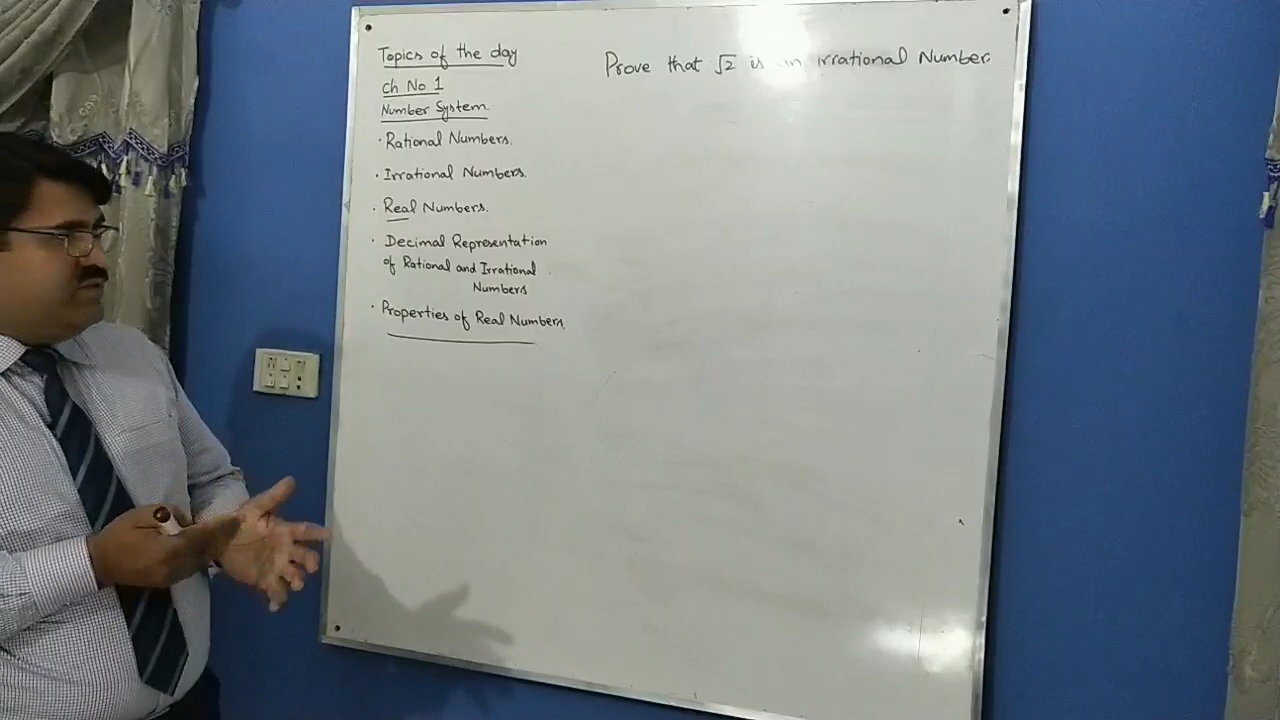 Topics of the day
Ch No 1
Number System.
· Rational Numbers.
· Irrational Numbers.
· Real Numbers.
· Decimal Representation
of Rational and Irrational
Numbers
· Properties of Real Numbers.
Prove that √2 is an irrational Number.